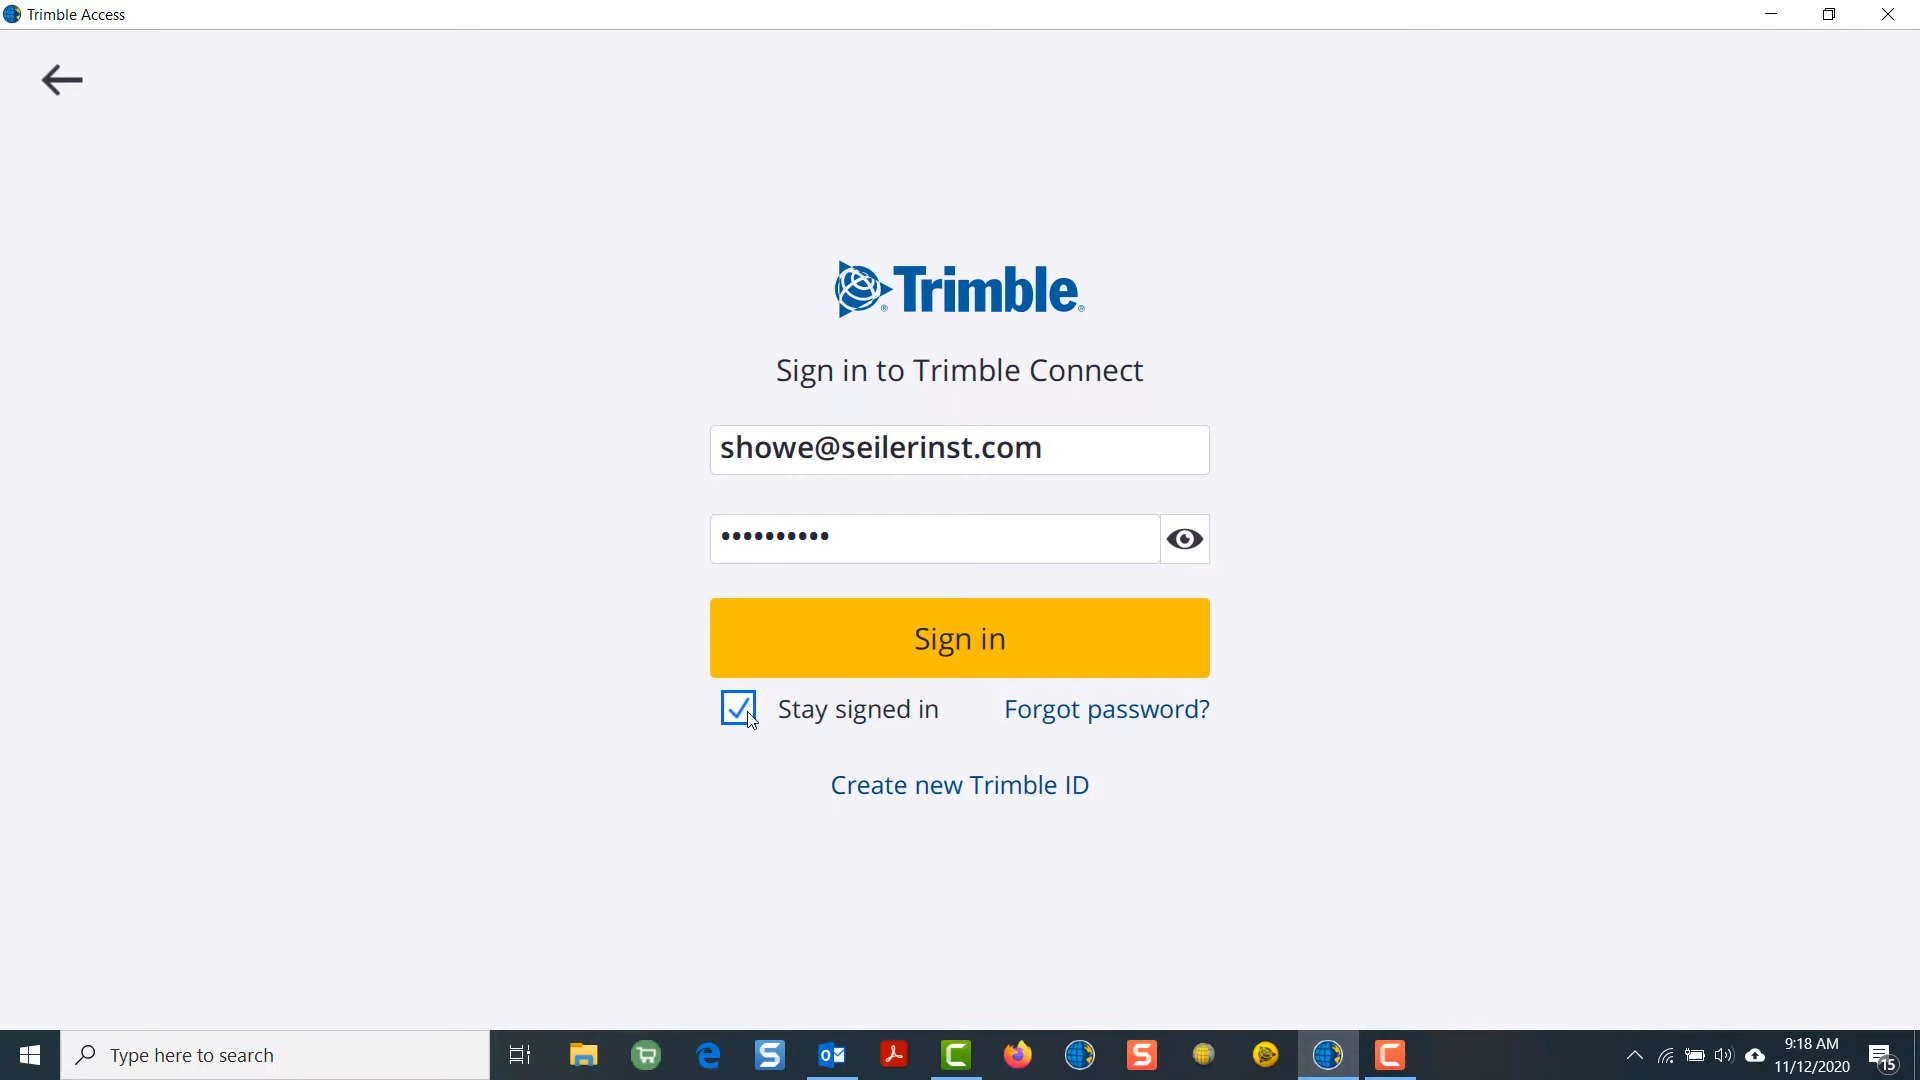 Trimble Access
Trimble
Sign in to Trimble Connect
showe@seilerinst.com
••••••••••
Sign in
Stay signed in
Forgot password?
Create new Trimble ID
Type here to search
9:18 AM
11/12/2020
15